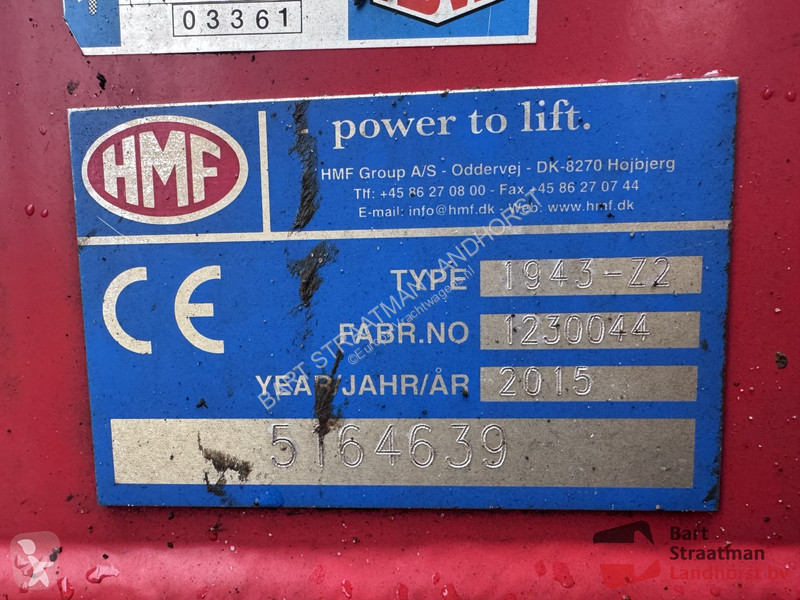 03361
HMF
power to lift.
HMF Group A/S - Oddervej - DK-8270 Højbjerg
Tlf: +45 86 27 08 00 - Fax +45 86 27 07 44
E-mail: info@hmf.dk - Web: www.hmf.dk
CE
TYPE 1943-Z2
FABR.NO 1230044
YEAR/JAHR/ÅR 2015
5164639
BART STRAATMAN LANDHORST
Bart
Straatman
Landhorst bv